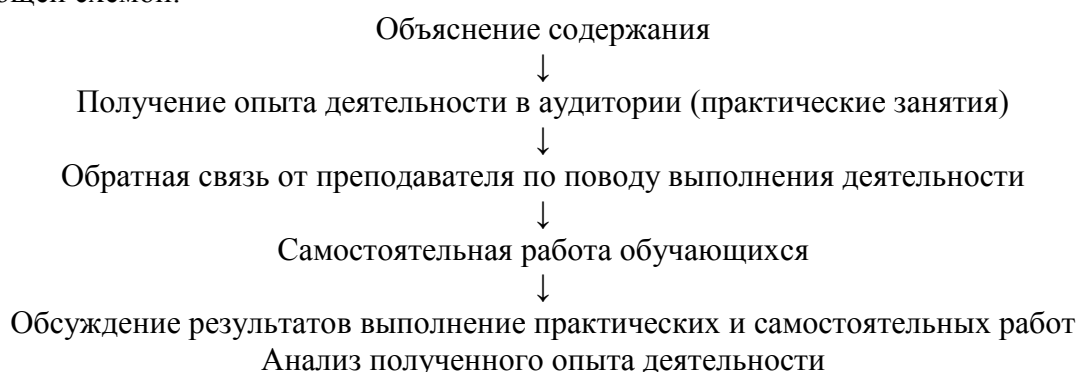 Объяснение содержания
↓
Получение опыта деятельности в аудитории (практические занятия)
↓
Обратная связь от преподавателя по поводу выполнения деятельности
↓
Самостоятельная работа обучающихся
↓
Обсуждение результатов выполнение практических и самостоятельных работ
Анализ полученного опыта деятельности